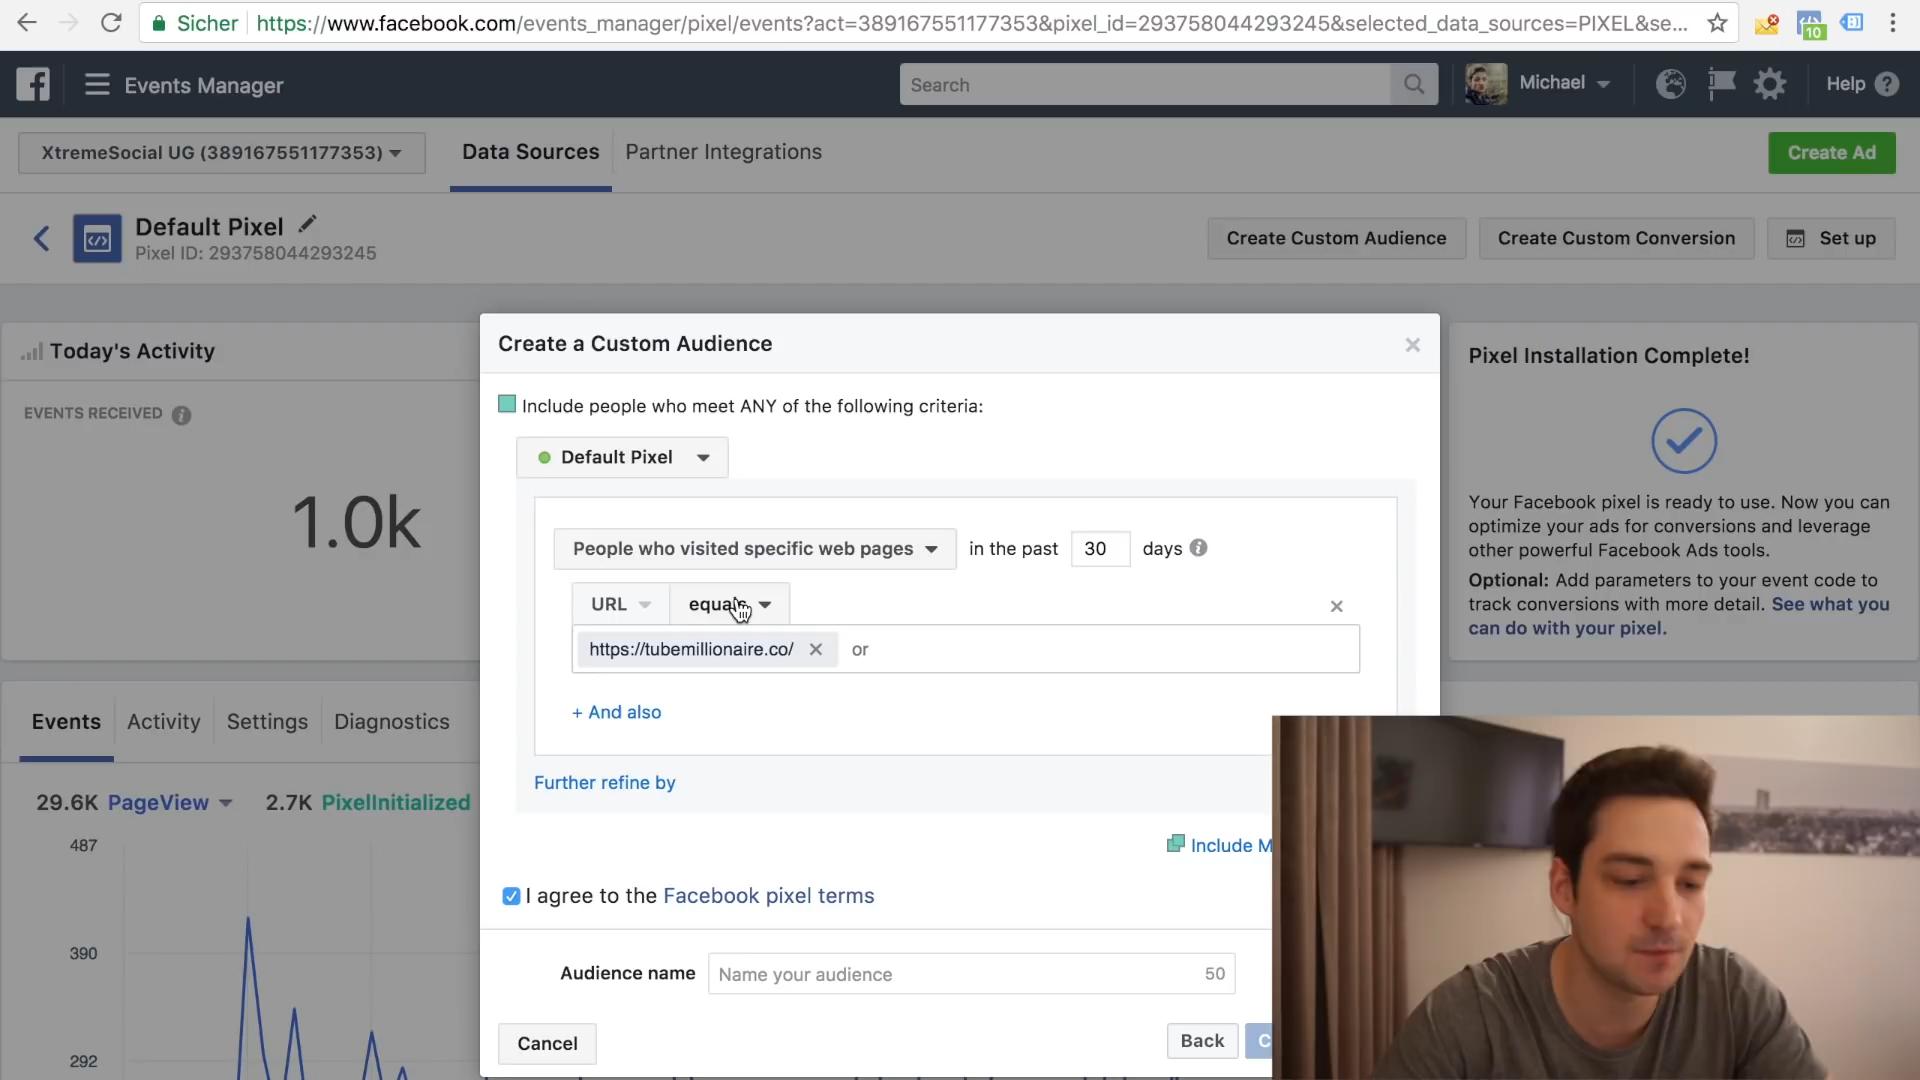 Sicher https://www.facebook.com/events_manager/pixel/events?act=389167551177353&pixel_id=293758044293245&selected_data_sources=PIXEL&se...
10
Events Manager
Search
Michael
Help ?
XtremeSocial UG (389167551177353)
Data Sources
Partner Integrations
Create Ad
Default Pixel
Pixel ID: 293758044293245
Create Custom Audience
Create Custom Conversion
Set up
Today's Activity
EVENTS RECEIVED
1.0k
Create a Custom Audience
Include people who meet ANY of the following criteria:
Default Pixel
People who visited specific web pages in the past 30 days
URL equals
https://tubemillionaire.co/ or
+ And also
Further refine by
Include M
I agree to the Facebook pixel terms
Audience name Name your audience 50
Cancel
Back
C
Pixel Installation Complete!
Your Facebook pixel is ready to use. Now you can
optimize your ads for conversions and leverage
other powerful Facebook Ads tools.
Optional: Add parameters to your event code to
track conversions with more detail. See what you
can do with your pixel.
Events Activity Settings Diagnostics
29.6K PageView 2.7K PixelInitialized
487
390
292